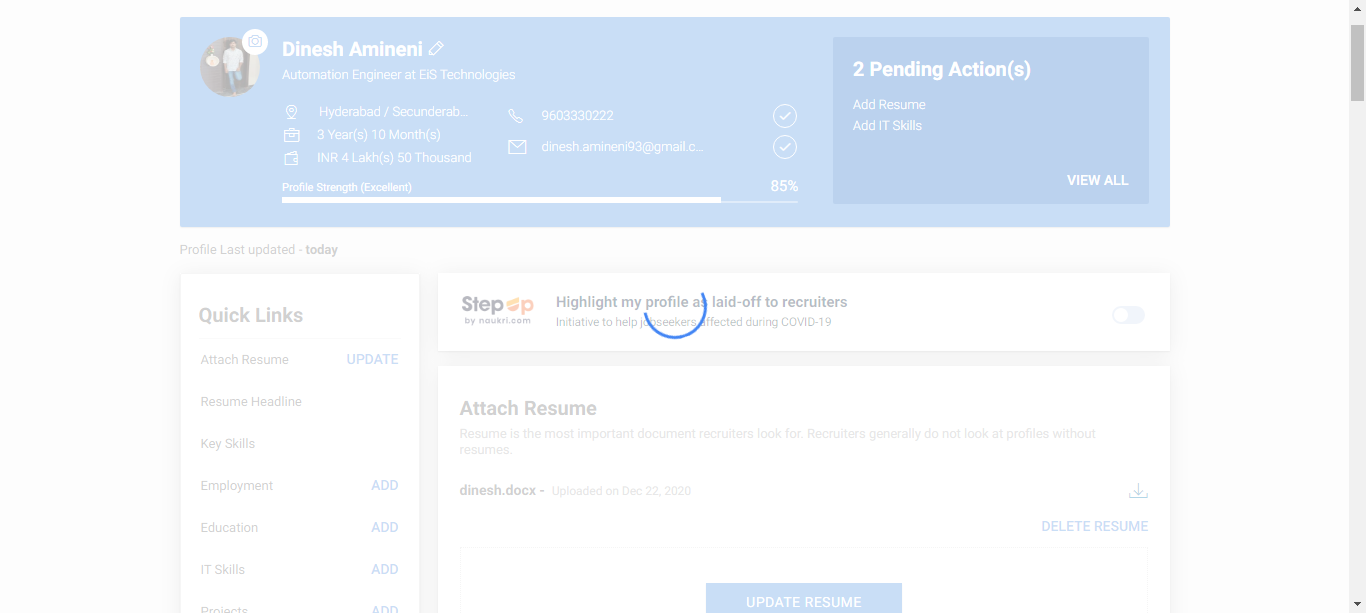 Dinesh Amineni
Automation Engineer at EIS Technologies
Hyderabad / Secunderab...
3 Year(s) 10 Month(s)
INR 4 Lakh(s) 50 Thousand
9603330222
dinesh.amineni93@gmail.c...
Profile Strength (Excellent)
85%
2 Pending Action(s)
Add Resume
Add IT Skills
VIEW ALL
Profile Last updated - today
Quick Links
Attach Resume UPDATE
Resume Headline
Key Skills
Employment ADD
Education ADD
IT Skills ADD
Projects ADD
Step Up
by naukri.com
Highlight my profile as laid-off to recruiters
Initiative to help jobseekers affected during COVID-19
Attach Resume
Resume is the most important document recruiters look for. Recruiters generally do not look at profiles without
resumes.
dinesh.docx - Uploaded on Dec 22, 2020
DELETE RESUME
UPDATE RESUME